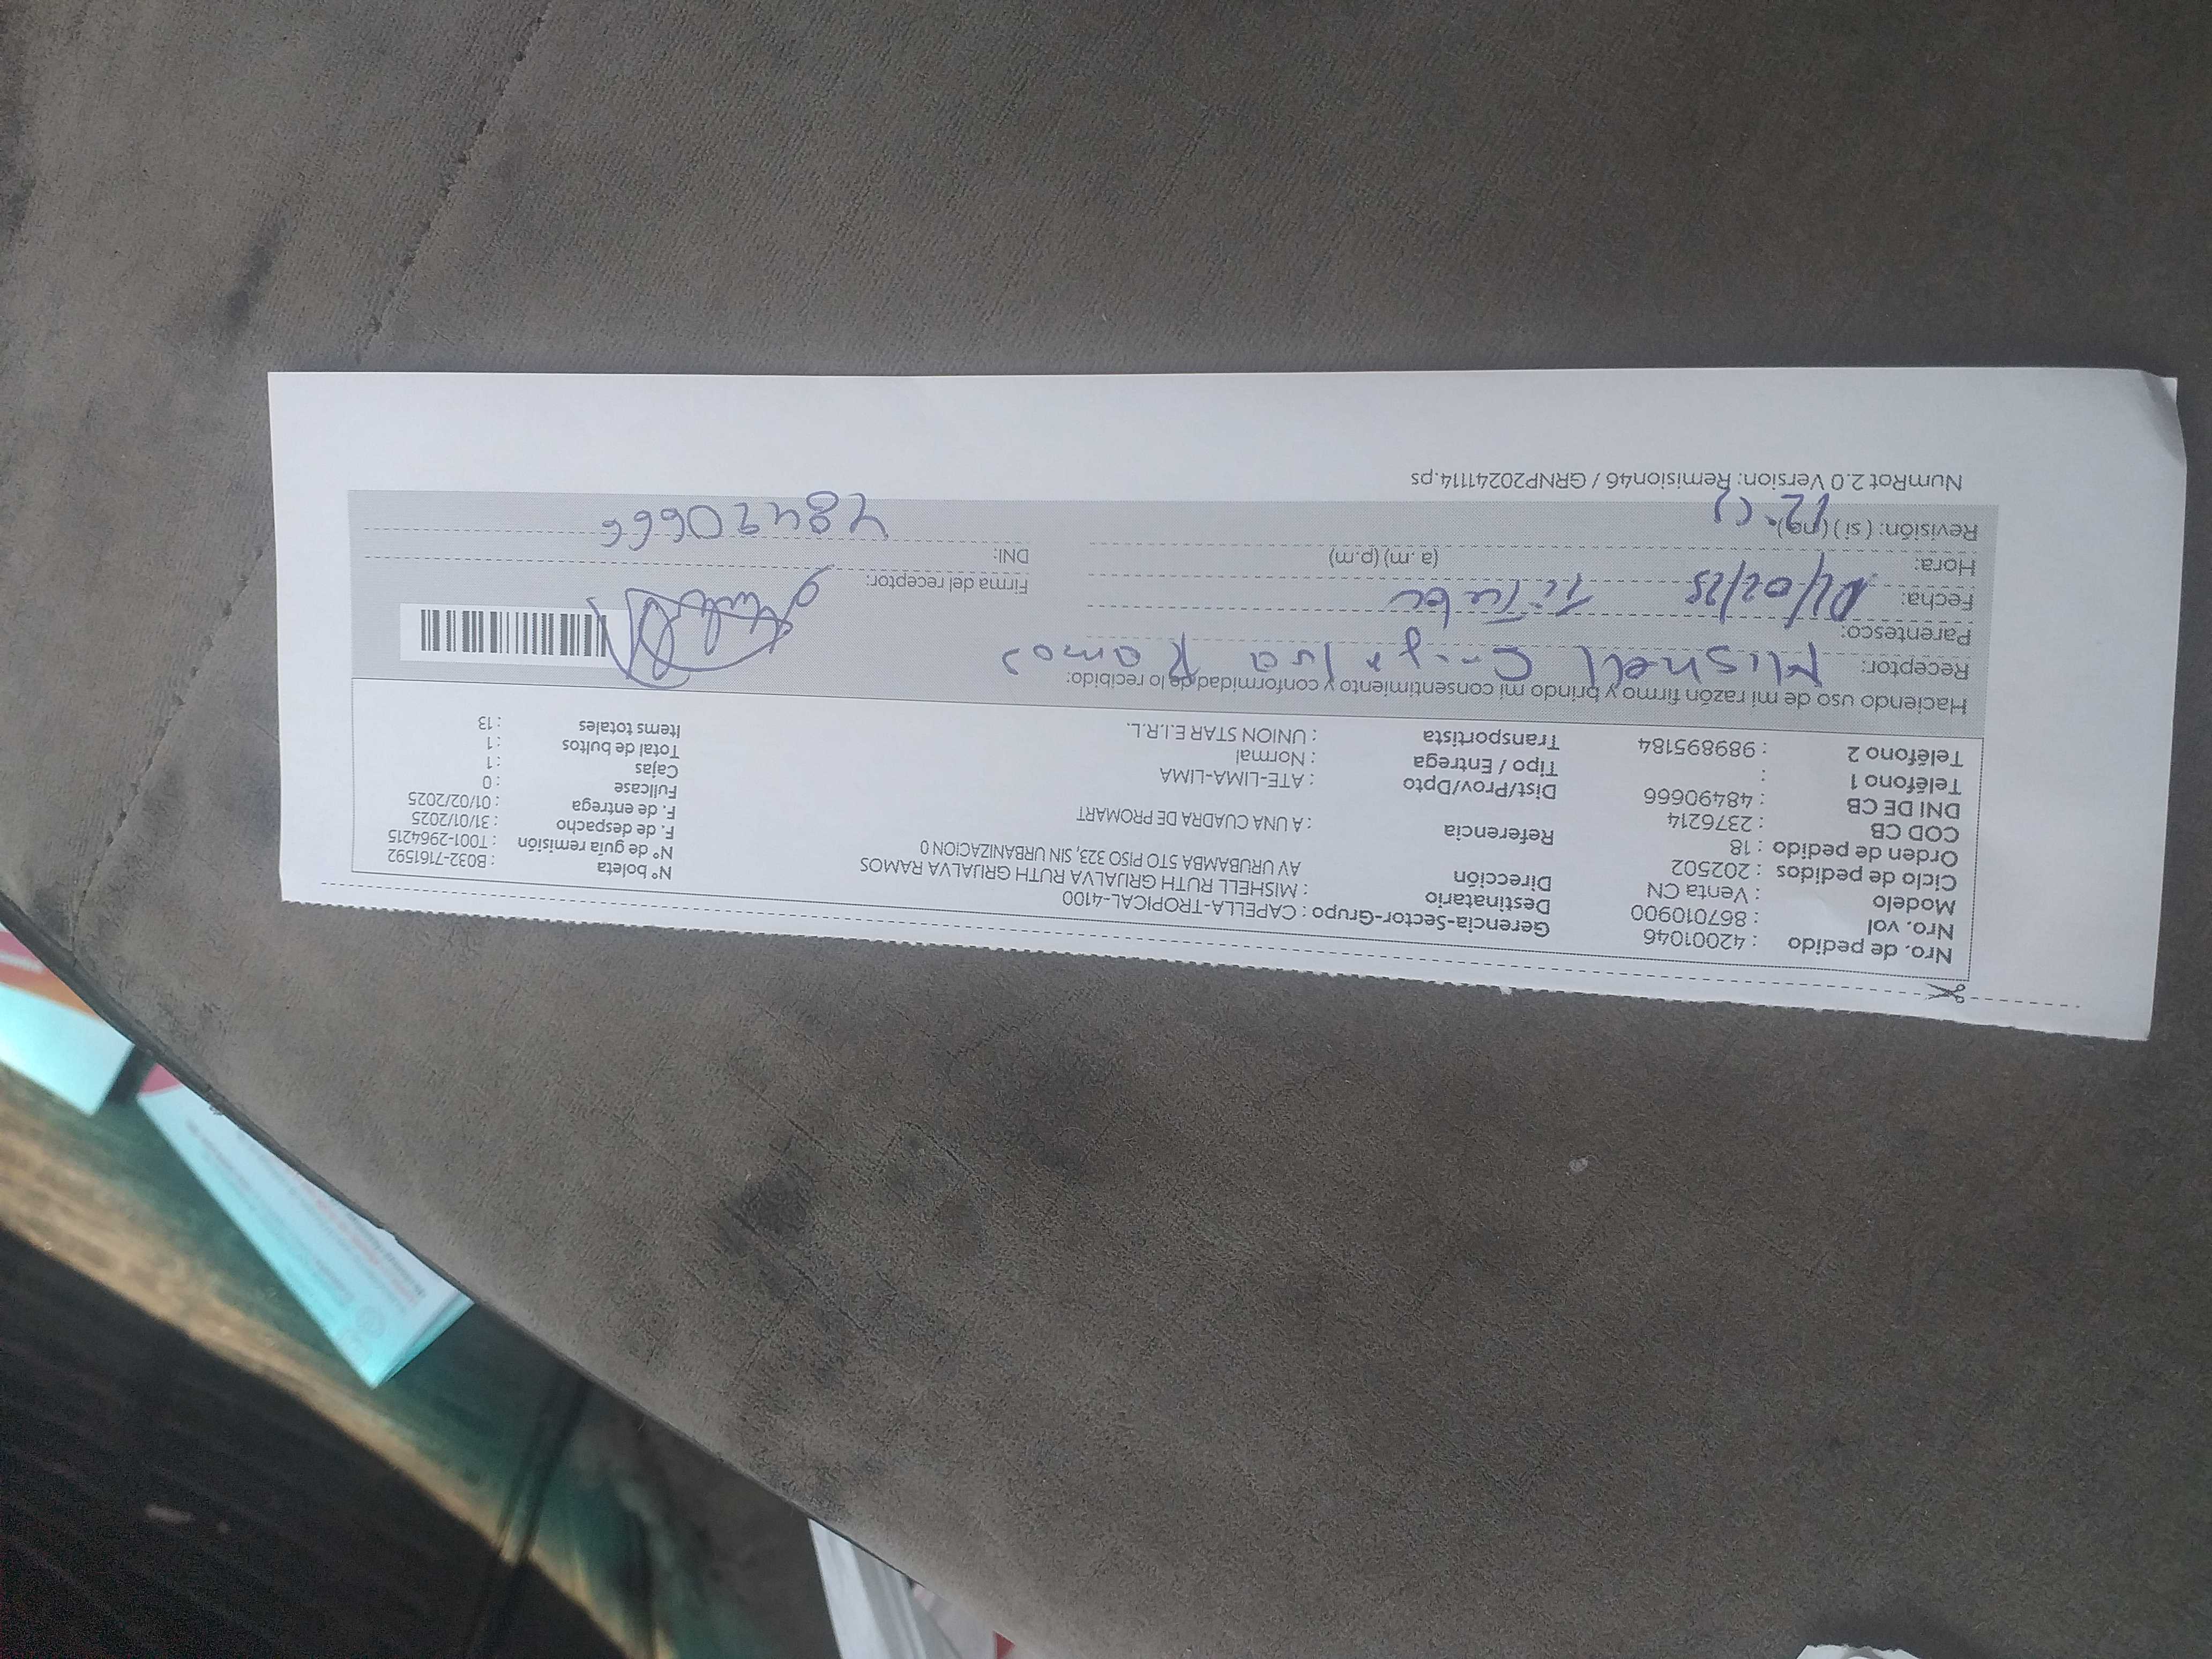 Nro. de pedido : 42001046 Gerencia-Sector-Grupo : CAPELLA-TROPICAL-4100 Nº boleta : B032-7161592
Nro. vol : 867010900 Destinatario : MISHELL RUTH GRIJALVA RUTH GRIJALVA RAMOS Nº de guía remisión : T001-2964215
Modelo : Venta CN Dirección AV URUBAMBA 5TO PISO 323, SIN URBANIZACION 0 F. de despacho : 31/01/2025
Ciclo de pedidos : 202502 F. de entrega : 01/02/2025
Orden de pedido : 18 Referencia : A UNA CUADRA DE PROMART Fullcase : 0
COD CB : 2376214 Cajas : 1
DNI DE CB : 48490666 Dist/Prov/Dpto : ATE-LIMA-LIMA Total de bultos : 1
Teléfono 1 : Tipo / Entrega : Normal Items totales : 13
Teléfono 2 : 989895184 Transportista : UNION STAR E.I.R.L.
Haciendo uso de mi razón firmo y brindo mi consentimiento y conformidad de lo recibido:
Receptor: Mishell Ramos
Parentesco: Titular
Fecha: 01/02/25 Firma del receptor:
Hora: (a.m) (p.m) DNI: 48490666
Revisión: ( si ) ( no )
NumRot 2.0 Version: Remision46 / GRNP20241114.ps